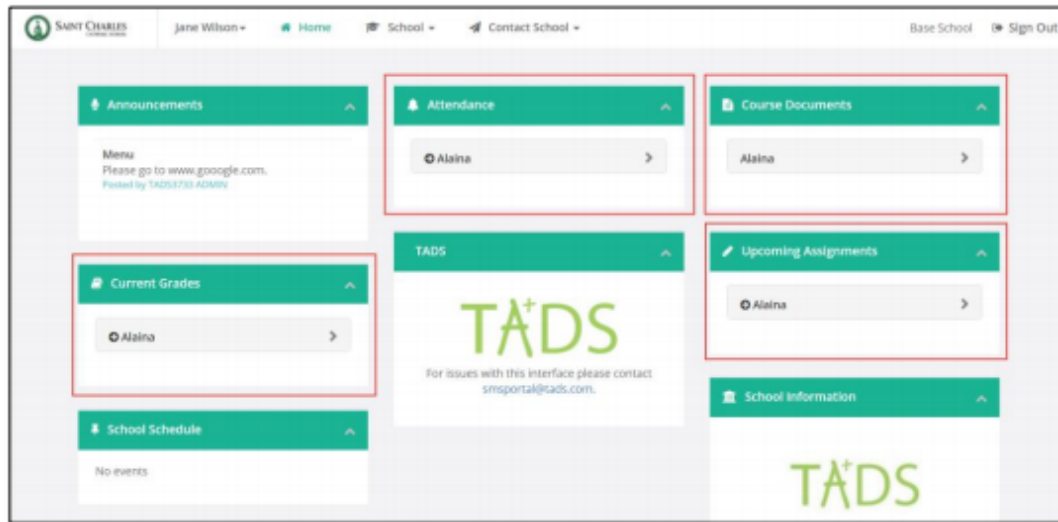 SAINT CHARLES
Jane Wilson
Home
School
Contact School
Base School
Sign Out
Announcements
Menu
Please go to www.gooogle.com.
Posted by TADS3733 ADMIN
Current Grades
Alaina
School Schedule
No events
Attendance
Alaina
TADS
TADS
For issues with this interface please contact
smsportal@tads.com.
Course Documents
Alaina
Upcoming Assignments
Alaina
School Information
TADS